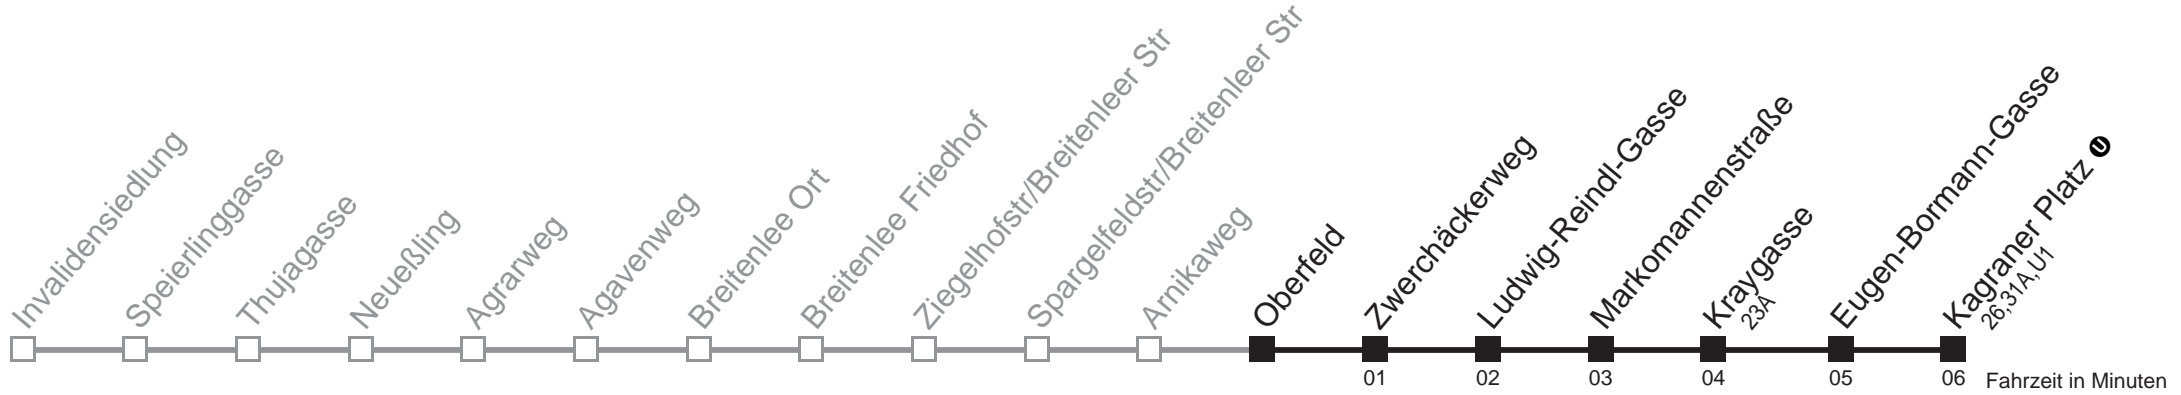 Invalidensiedlung
Speierlinggasse
Thujagasse
Neueßling
Agrarweg
Agavenweg
Breitenlee Ort
Breitenlee Friedhof
Ziegelhofstr/Breitenleer Str
Spargelfeldstr/Breitenleer Str
Arnikaweg
Oberfeld
Zwerchäckerweg
Ludwig-Reindl-Gasse
Markomannenstraße
Kraygasse
23A
Eugen-Bormann-Gasse
Kagraner Platz U
26,31A,U1
01 02 03 04 05 06 Fahrzeit in Minuten